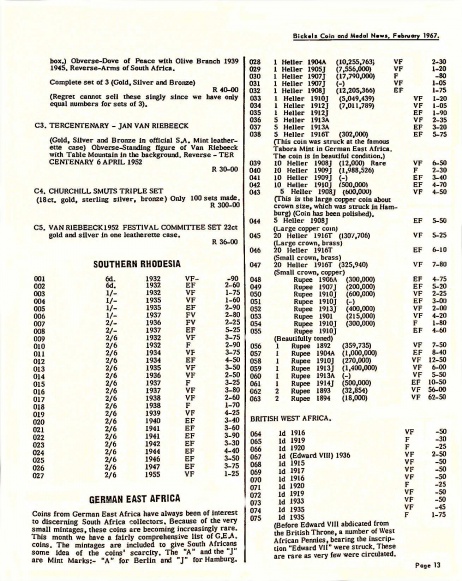 Bickels Coin and Medal News, February 1967.
box.) Obverse-Dove of Peace with Olive Branch 1939
1945, Reverse-Arms of South Africa.
Complete set of 3 (Gold, Silver and Bronze)
R 40-00
(Regret cannot sell these singly since we have only
equal numbers for sets of 3).
C3. TERCENTENARY - JAN VAN RIEBEECK
(Gold, Silver and Bronze in official S.A. Mint leather-
ette case) Obverse-Standing figure of Van Riebeeck
with Table Mountain in the background, Reverse - TER
CENTENARY 6 APRIL 1952
R 30-00
C4. CHURCHILL SMUTS TRIPLE SET
(18ct, gold, sterling silver, bronze) Only 100 sets made,
R 300-00
C5. VAN RIEBEECK 1952 FESTIVAL COMMITTEE SET 22ct
gold and silver in one leatherette case.
R 36-00
SOUTHERN RHODESIA
001 6d. 1932 VF- -90
002 6d. 1932 EF 2-60
003 1/- 1932 VF 1-75
004 1/- 1935 VF 1-60
005 1/- 1935 EF 2-90
006 1/- 1936 FV 2-80
007 2/- 1936 FV 2-25
008 2/- 1937 EF 5-25
009 2/6 1932 VF 3-75
010 2/6 1932 F 2-90
011 2/6 1934 VF 3-75
012 2/6 1934 EF 4-50
013 2/6 1935 VF 3-50
014 2/6 1936 VF 2-50
015 2/6 1937 F 3-25
016 2/6 1937 VF 3-80
017 2/6 1938 VF 2-60
018 2/6 1938 F 1-70
019 2/6 1939 VF 4-25
020 2/6 1940 EF 3-40
021 2/6 1941 EF 3-60
022 2/6 1941 EF 3-90
023 2/6 1942 EF 3-30
024 2/6 1944 EF 4-40
025 2/6 1946 EF 3-50
026 2/6 1947 EF 3-75
027 2/6 1955 VF 1-25
GERMAN EAST AFRICA
Coins from German East Africa have always been of interest
to discerning South Africa collectors. Because of the very
small mintages, these coins are becoming increasingly rare.
This month we have a fairly comprehensive list of G.E.A.
coins. The mintages are included to give South Africans
some idea of the coins' scarcity. The "A" and the "J"
are Mint Marks:- "A" for Berlin and "J" for Hamburg.
028 1 Heller 1904A (10,255,763) VF 2-30
029 1 Heller 1905J (7,556,000) VF 1-20
030 1 Heller 1908J (17,790,000) F -80
031 1 Heller 1907J (-) VF 1-05
032 1 Heller 1908J (12,205,366) EF 1-75
033 1 Heller 1910J (5,049,439) VF 1-20
034 1 Heller 1912J (7,011,789) VF 1-05
035 1 Heller 1912J EF 1-90
036 5 Heller 1913A VF 2-35
037 5 Heller 1913A EF 3-20
038 5 Heller 1916T (302,000) EF 5-75
(This coin was struck at the famous
Tabora Mint in German East Africa.
The coin is in beautiful condition.)
039 10 Heller 1908J (12,000) Rare VF 6-50
040 10 Heller 1909J (1,988,526) F 2-30
041 10 Heller 1909J (-) EF 3-40
042 10 Heller 1910J (500,000) EF 4-70
043 5 Heller 1908J (600,000) VF 4-50
(This is the large copper coin about
crown size, which was struck in Ham-
burg) (Coin has been polished).
044 5 Heller 1908J EF 5-50
(Large copper coin)
045 20 Heller 1916T (1307,706) VF 5-25
(Large crown, brass)
046 20 Heller 1916T EF 6-10
(Small crown, brass)
047 20 Heller 1916T (325,940) VF 7-80
(Small crown, copper)
048 Rupee 1906A (300,000) EF 4-75
049 Rupee 1907 (200,000) EF 5-20
050 Rupee 1910J (600,000) VF 2-25
051 Rupee 1910J (-) EF 3-00
052 Rupee 1913J (400,000) VF 2-00
053 Rupee 1901 (215,000) VF 4-20
054 Rupee 1910J (300,000) F 1-80
055 Rupee 1910J EF 4-60
(Beautifully toned)
056 1 Rupee 1892 (359,735) VF 7-50
057 1 Rupee 1904A (1,000,000) EF 8-40
058 1 Rupee 1910J (270,000) VF 12-50
059 1 Rupee 1913J (1,400,000) VF 6-00
060 1 Rupee 1913A (-) VF 5-50
061 1 Rupee 1914J (500,000) EF 10-50
062 2 Rupee 1893 (32,854) VF 56-00
063 2 Rupee 1894 (18,000) VF 62-50
BRITISH WEST AFRICA.
064 1d 1916 VF -50
065 1d 1919 F -30
066 1d 1920 F -25
067 1d (Edward VIII) 1936 VF 2-50
068 1d 1915 VF -50
069 1d 1917 VF -50
070 1d 1916 VF -50
071 1d 1920 F -25
072 1d 1919 VF -50
073 1d 1933 VF -50
074 1d 1935 VF -45
075 1d 1935 F 1-75
(Before Edward VIII abdicated from
the British Throne, a number of West
African Pennies, bearing the inscrip-
tion "Edward VII" were struck. These
are rare as very few were circulated.
Page 13